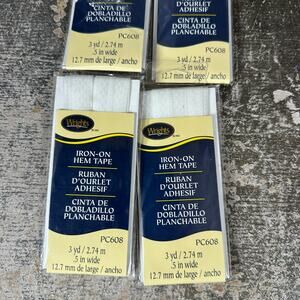 CINTA DE
DOBLADILLO
PLANCHABLE
PC608
3 yd / 2.74 m
.5 in wide
12.7 mm de large / ancho
CINTA DE
DOBLADILLO
PLANCHABLE
PC608
3 yd / 2.74 m
.5 in wide
12.7 mm de large / ancho
Wrights
IRON-ON
HEM TAPE
RUBAN
D'OURLET
ADHESIF
CINTA DE
DOBLADILLO
PLANCHABLE
PC608
3 yd / 2.74 m
.5 in wide
12.7 mm de large / ancho
Wrights
IRON-ON
HEM TAPE
RUBAN
D'OURLET
ADHESIF
CINTA DE
DOBLADILLO
PLANCHABLE
PC608
3 yd / 2.74 m
.5 in wide
12.7 mm de large / ancho